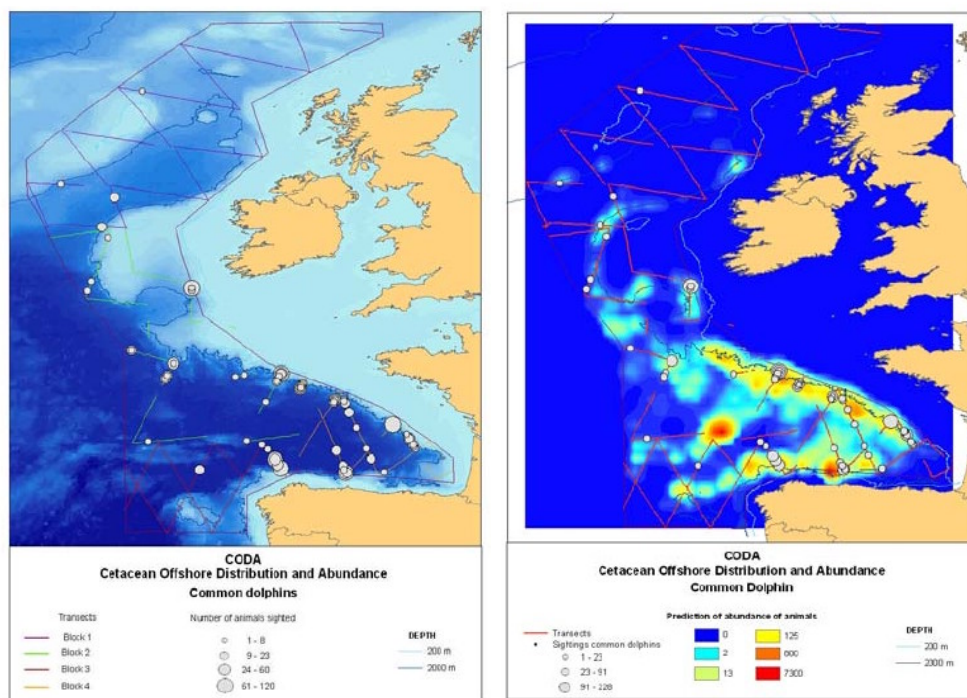 CODA
Cetacean Offshore Distribution and Abundance
Common dolphins
Transects
Block 1
Block 2
Block 3
Block 4
Number of animals sighted
1 - 8
9 - 23
24 - 60
61 - 120
DEPTH
200 m
2000 m
CODA
Cetacean Offshore Distribution and Abundance
Common Dolphin
Transects
Sightings common dolphins
1 - 23
23 - 91
91 - 228
Prediction of abundance of animals
0
2
13
125
600
7300
DEPTH
200 m
2000 m